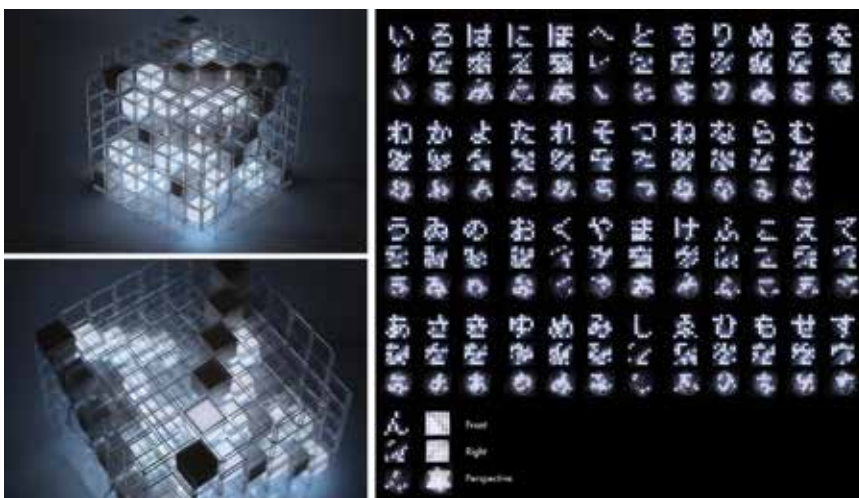 いろはにほへとちりぬるを
わかよたれそつねならむ
うゐのおくやまけふこえて
あさきゆめみしゑひもせす
ん Front
Right
Perspective